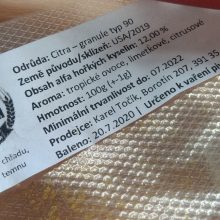 Odrůda: Citra – granule typ 90
Země původu/sklizeň: USA/2019
Obsah alfa hořkých kyselin: 12.00 %
Aroma: tropické ovoce, limetkové, citrusové
Hmotnost: 100g (+-1g)
Minimální trvanlivost do: 07.2022
Prodejce: Karel Točík, Borotín 207, 391 35
Baleno: 20.7.2020 | Určeno k vaření
chladu,
temnu